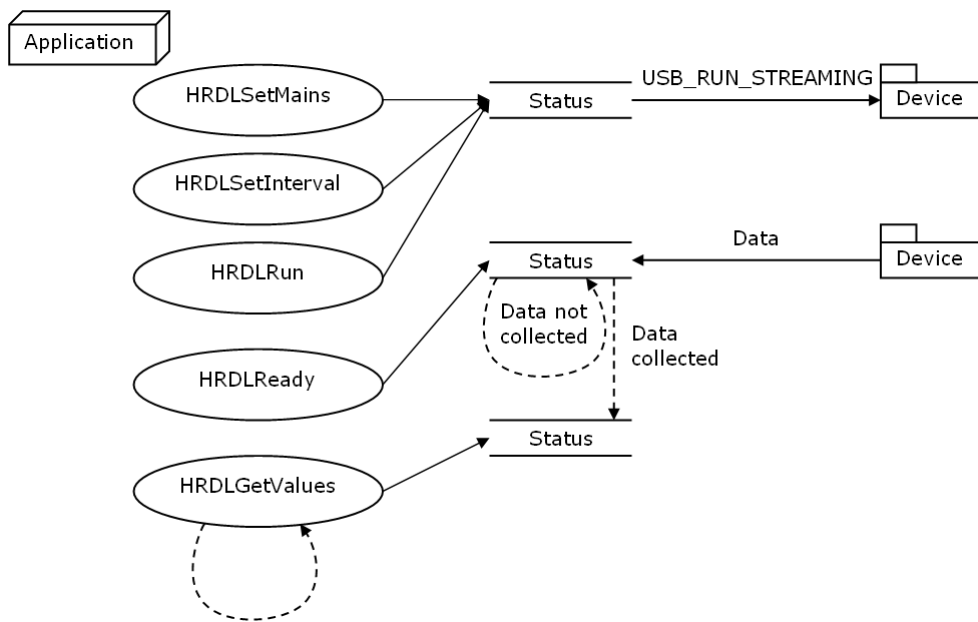 Application
HRDLSetMains
Status
USB_RUN_STREAMING
Device
HRDLSetInterval
HRDLRun
Status
Data
Device
Data not
collected
Data
collected
HRDLReady
Status
HRDLGetValues